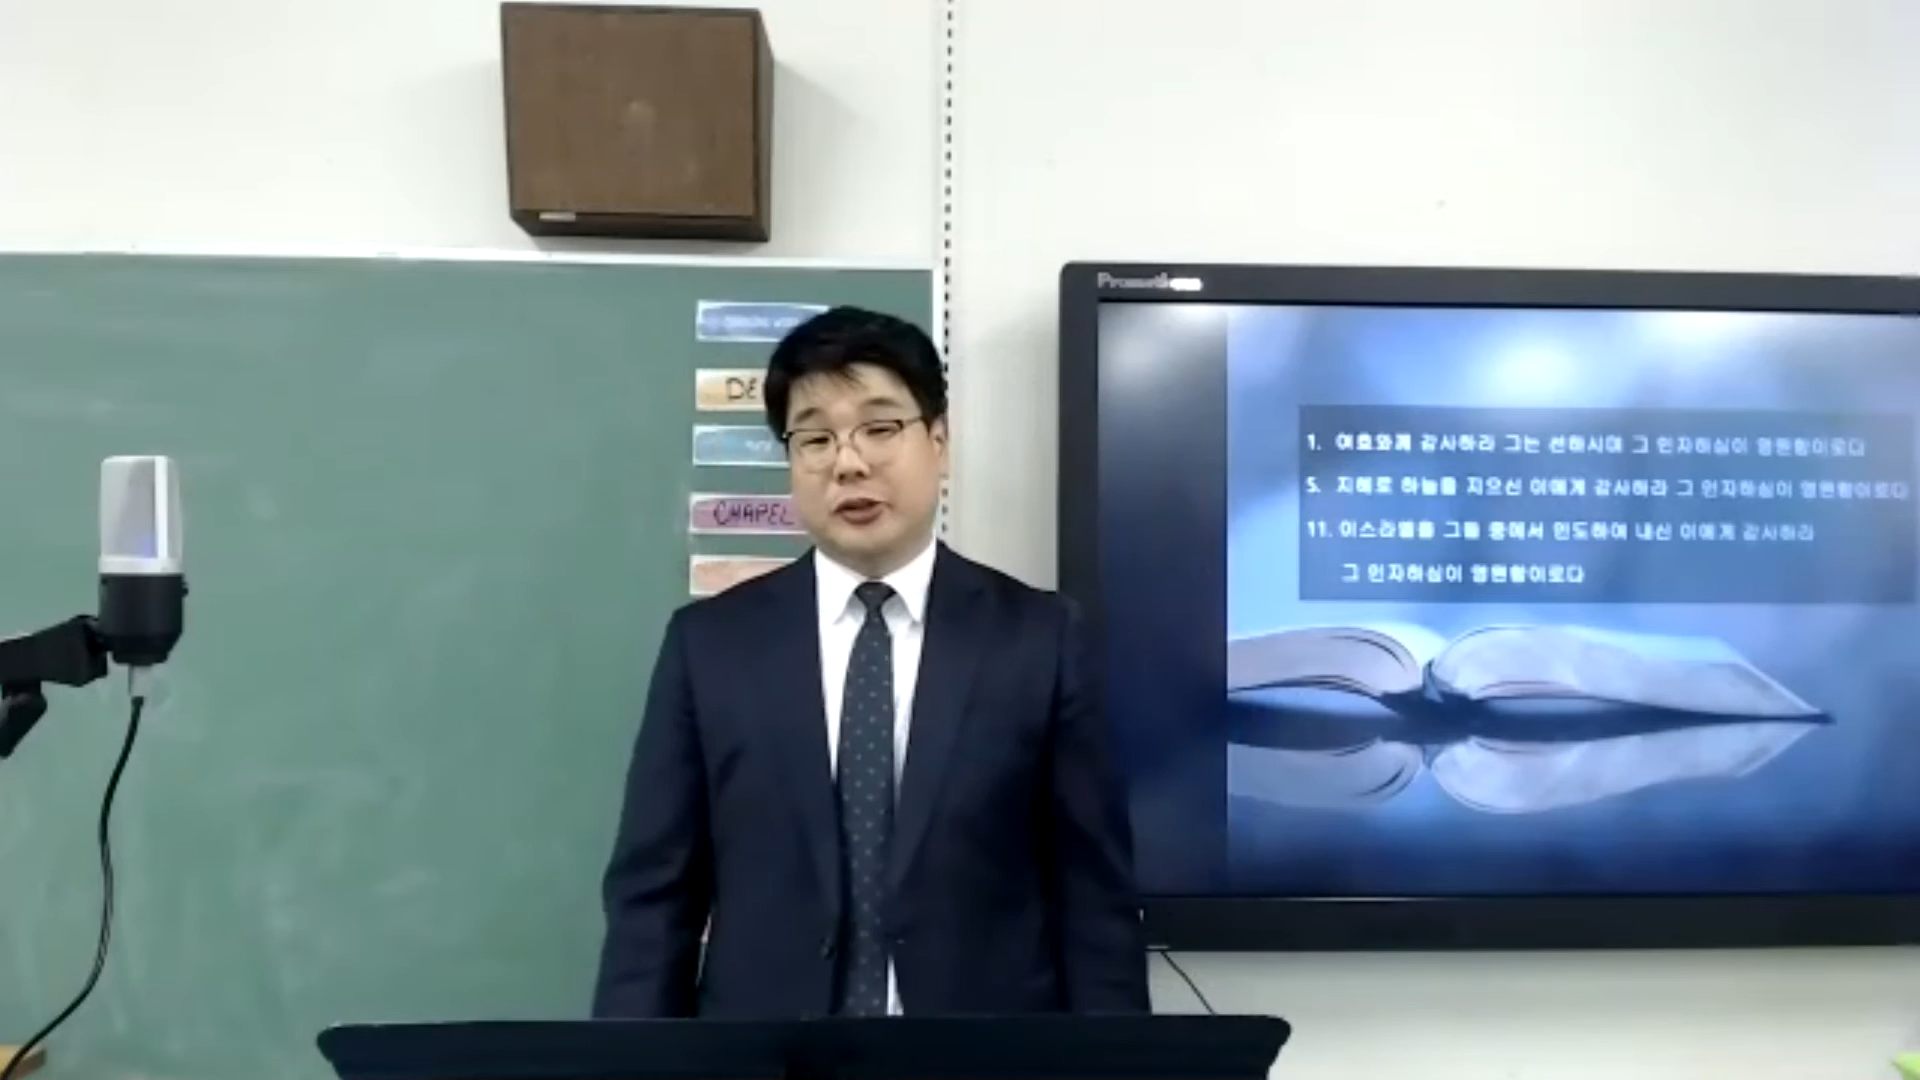 DE
CHAPEL
1. 여호와께 감사하라 그는 선하시며 그 인자하심이 영원함이로다
5. 지혜로 하늘을 지으신 이에게 감사하라 그 인자하심이 영원함이로다
11. 이스라엘을 그들 중에서 인도하여 내신 이에게 감사하라
그 인자하심이 영원함이로다